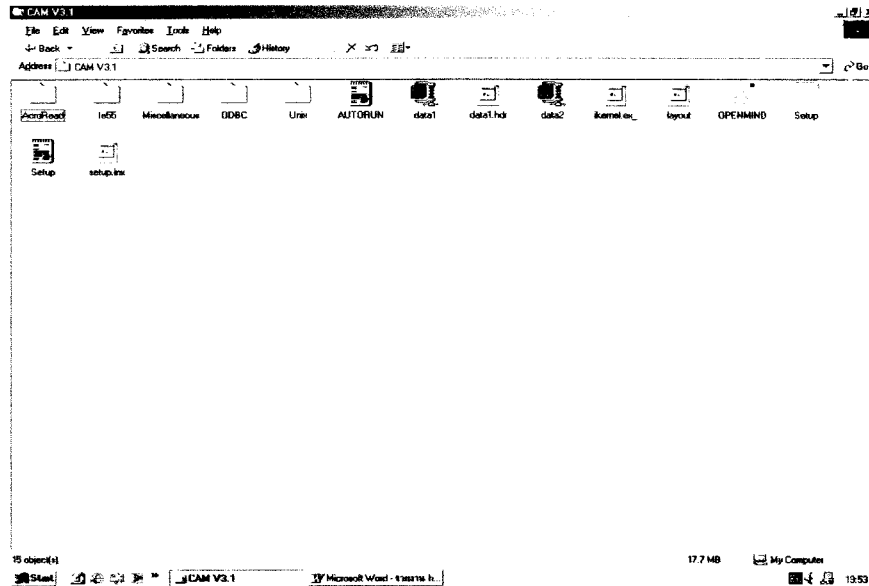 CAM V3.1
File Edit View Favorites Tools Help
Back Search Folders History
Address CAM V3.1 Go
AcroRead Ie55 Miscellaneous ODBC Unix AUTORUN data1 data1.hdr data2 ikernel.ex_ layout OPENMIND Setup
Setup setup.inx
15 object(s) 17.7 MB My Computer
Start CAM V3.1 Microsoft Word - 19:53